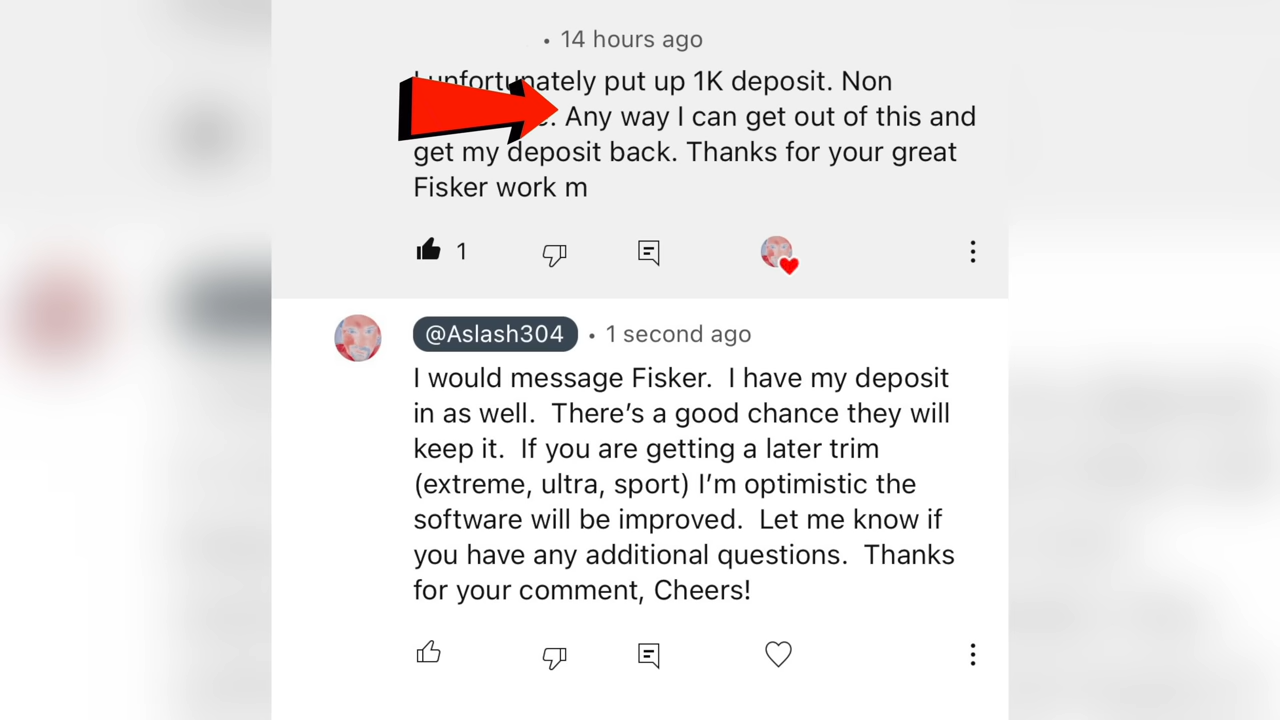 • 14 hours ago
unfortunately put up 1K deposit. Non
Any way I can get out of this and
get my deposit back. Thanks for your great
Fisker work m
1
@Aslash304 • 1 second ago
I would message Fisker. I have my deposit
in as well. There's a good chance they will
keep it. If you are getting a later trim
(extreme, ultra, sport) I'm optimistic the
software will be improved. Let me know if
you have any additional questions. Thanks
for your comment, Cheers!